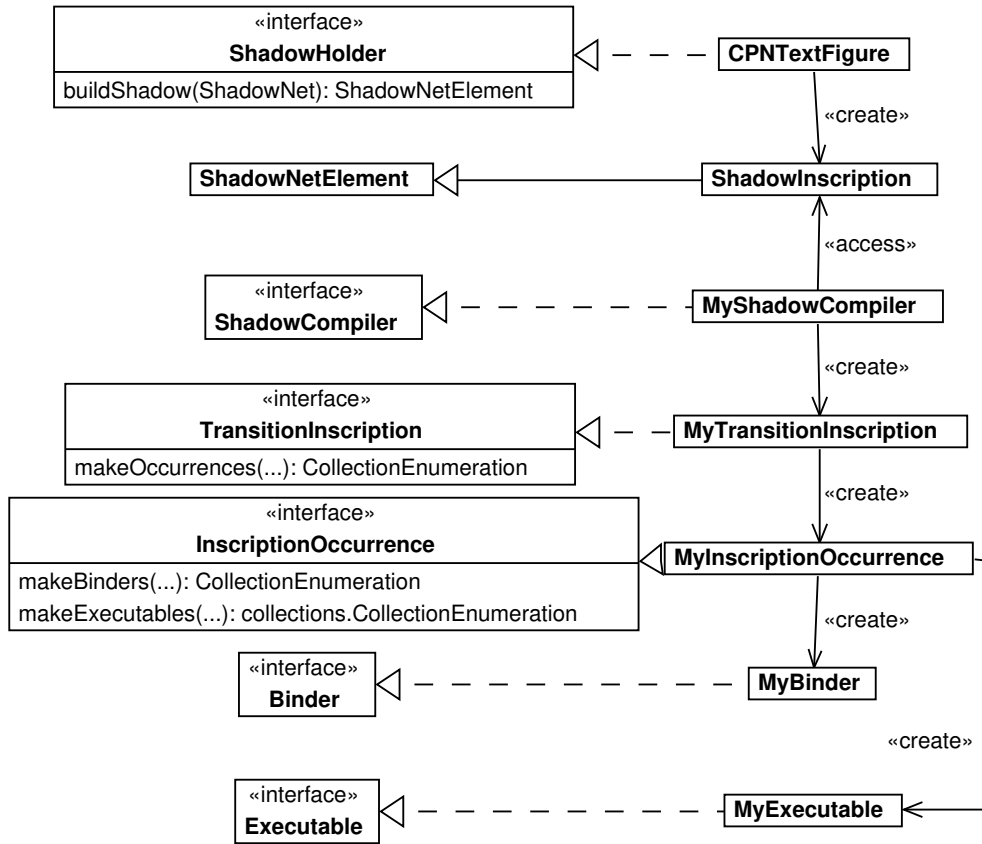 «interface»
ShadowHolder
buildShadow(ShadowNet): ShadowNetElement
CPNTextFigure
«create»
ShadowNetElement
ShadowInscription
«access»
«interface»
ShadowCompiler
MyShadowCompiler
«create»
«interface»
TransitionInscription
makeOccurrences(...): CollectionEnumeration
MyTransitionInscription
«create»
«interface»
InscriptionOccurrence
makeBinders(...): CollectionEnumeration
makeExecutables(...): collections.CollectionEnumeration
MyInscriptionOccurrence
«create»
«interface»
Binder
MyBinder
«create»
«interface»
Executable
MyExecutable